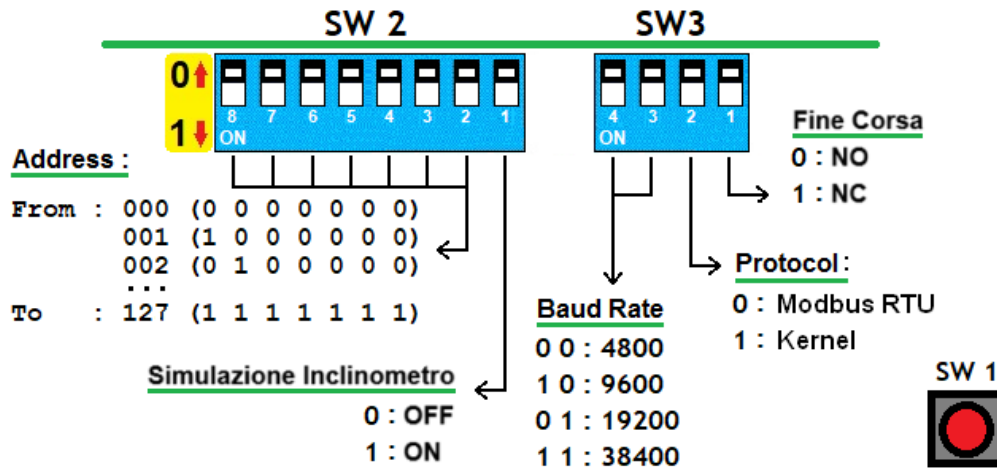 SW 2
SW3
0
1
8 7 6 5 4 3 2 1
ON
4 3 2 1
ON
Fine Corsa
0 : NO
1 : NC
Address :
From : 000 (0 0 0 0 0 0 0)
001 (1 0 0 0 0 0 0)
002 (0 1 0 0 0 0 0)
...
To : 127 (1 1 1 1 1 1 1)
Protocol :
0 : Modbus RTU
1 : Kernel
Baud Rate
0 0 : 4800
1 0 : 9600
0 1 : 19200
1 1 : 38400
Simulazione Inclinometro
0 : OFF
1 : ON
SW 1